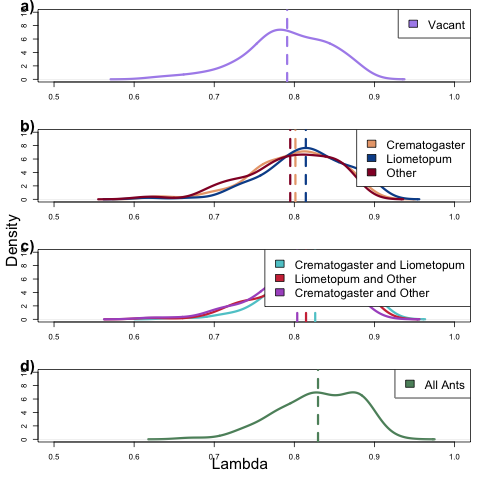 a)
Vacant
0 2 4 6 8
0.5 0.6 0.7 0.8 0.9 1.0
b)
Crematogaster
Liometopum
Other
0 2 4 6 8
0.5 0.6 0.7 0.8 0.9 1.0
Density
c)
Crematogaster and Liometopum
Liometopum and Other
Crematogaster and Other
0 2 4 6 8
0.5 0.6 0.7 0.8 0.9 1.0
d)
All Ants
0 2 4 6 8
0.5 0.6 0.7 0.8 0.9 1.0
Lambda